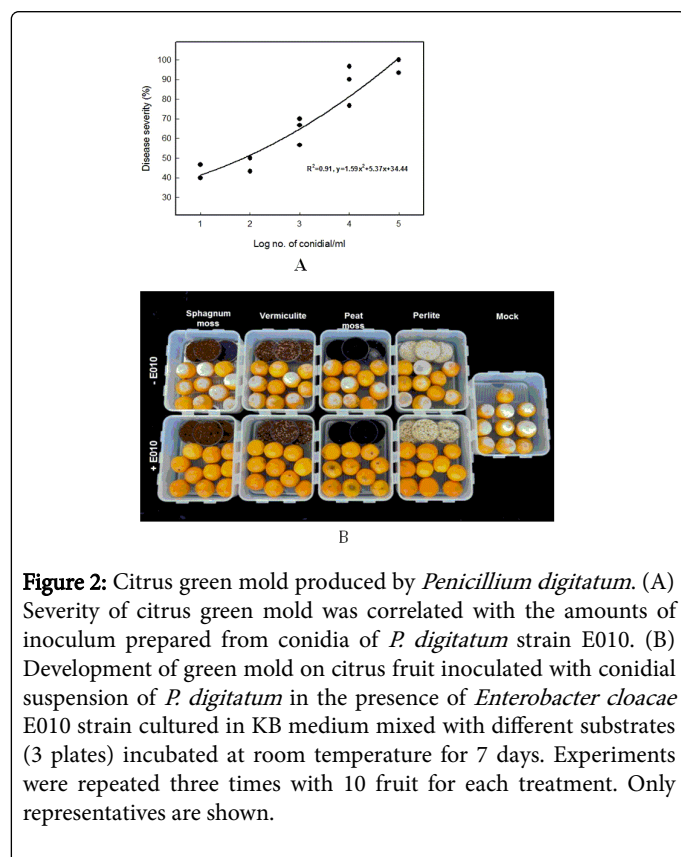 100
90
80
70
60
50
40
30
Disease severity (%)
R²=0.91, y=1.59x²+5.37x+34.44
1 2 3 4 5
Log no. of conidial/ml
A
Sphagnum moss Vermiculite Peat moss Perlite Mock
- E010
+ E010
B
Figure 2: Citrus green mold produced by Penicillium digitatum. (A)
Severity of citrus green mold was correlated with the amounts of
inoculum prepared from conidia of P. digitatum strain E010. (B)
Development of green mold on citrus fruit inoculated with conidial
suspension of P. digitatum in the presence of Enterobacter cloacae
E010 strain cultured in KB medium mixed with different substrates
(3 plates) incubated at room temperature for 7 days. Experiments
were repeated three times with 10 fruit for each treatment. Only
representatives are shown.